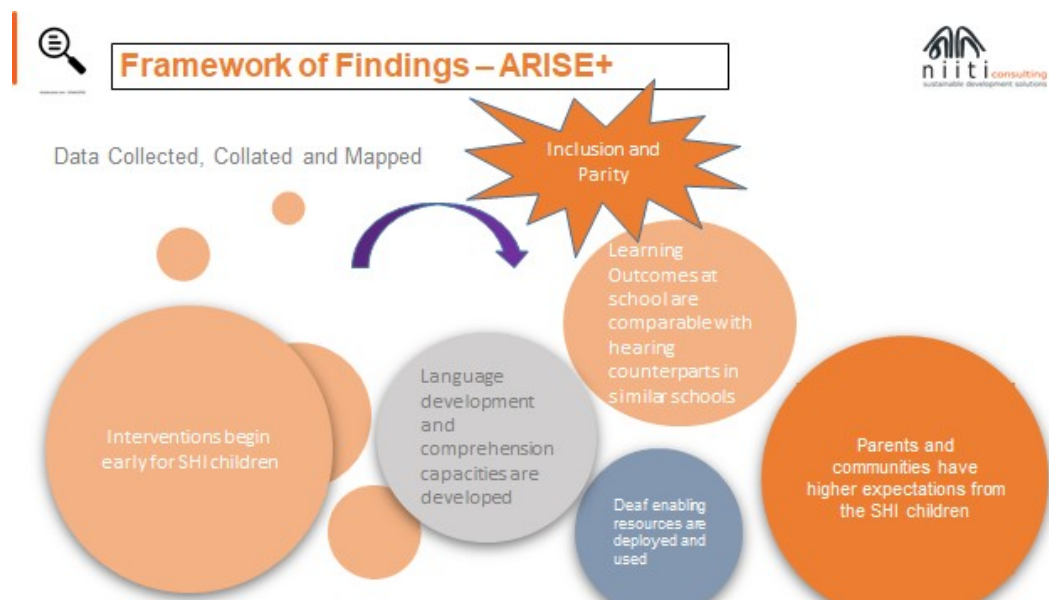 Framework of Findings – ARISE+
niiti consulting
sustainable development solutions
Data Collected, Collated and Mapped
Inclusion and
Parity
Learning
Outcomes at
school are
comparable with
hearing
counterparts in
similar schools
Language
development
and
comprehension
capacities are
developed
Interventions begin
early for SHI children
Deaf enabling
resources are
deployed and
used
Parents and
communities have
higher expectations from
the SHI children